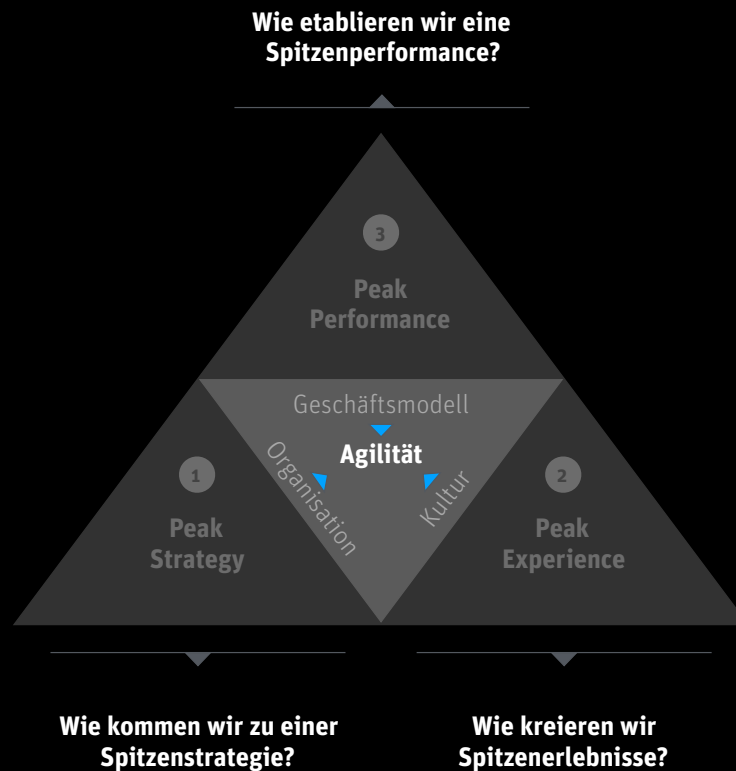 Wie etablieren wir eine
Spitzenperformance?
3
Peak
Performance
Geschäftsmodell
Agilität
Organisation
Kultur
1
Peak
Strategy
2
Peak
Experience
Wie kommen wir zu einer
Spitzenstrategie?
Wie kreieren wir
Spitzenerlebnisse?